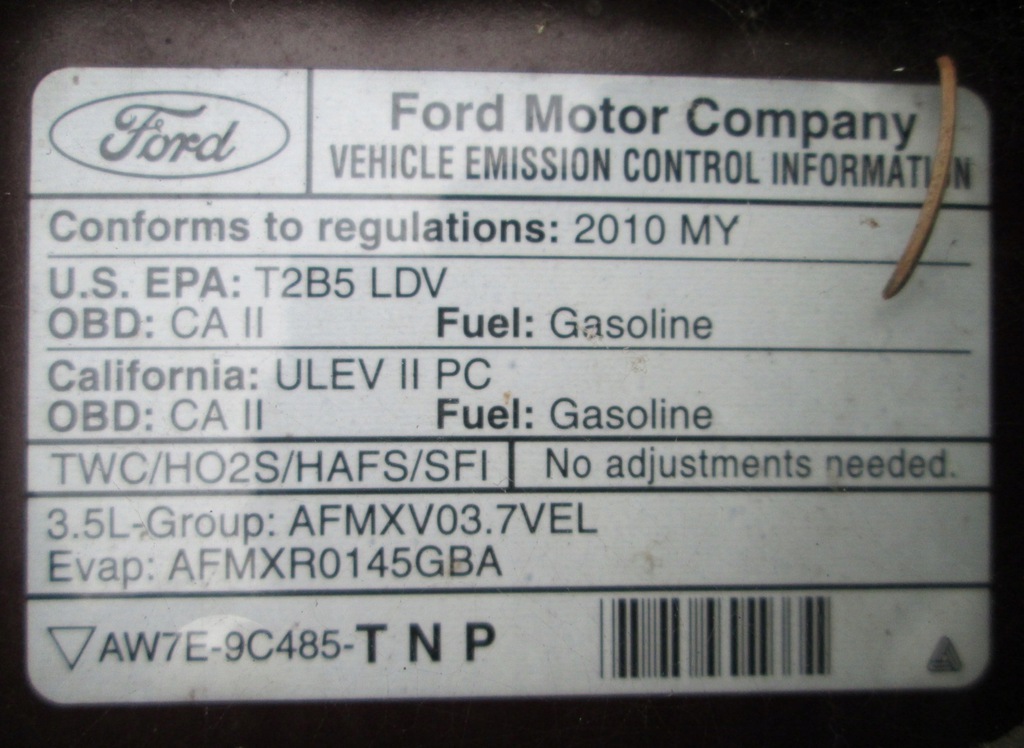 Ford
Ford Motor Company
VEHICLE EMISSION CONTROL INFORMATION
Conforms to regulations: 2010 MY
U.S. EPA: T2B5 LDV
OBD: CA II Fuel: Gasoline
California: ULEV II PC
OBD: CA II Fuel: Gasoline
TWC/HO2S/HAFS/SFI No adjustments needed.
3.5L-Group: AFMXV03.7VEL
Evap: AFMXR0145GBA
AW7E-9C485-TNP